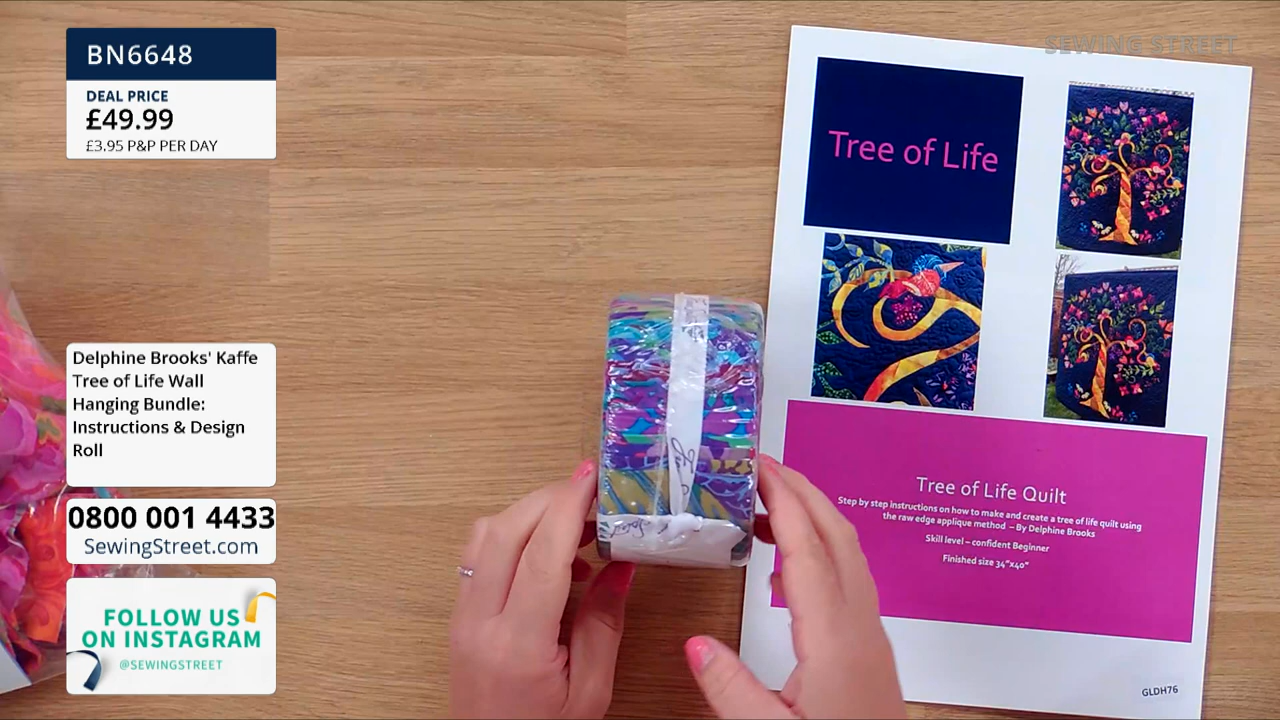 BN6648
DEAL PRICE
£49.99
£3.95 P&P PER DAY
Delphine Brooks' Kaffe
Tree of Life Wall
Hanging Bundle:
Instructions & Design
Roll
0800 001 4433
SewingStreet.com
FOLLOW US
ON INSTAGRAM
@SEWINGSTREET
SEWING STREET
Tree of Life
Tree of Life Quilt
Step by step instructions on how to make and create a tree of life quilt using
the raw edge applique method – By Delphine Brooks
Skill level – confident Beginner
Finished size 34"x40"
GLDH76